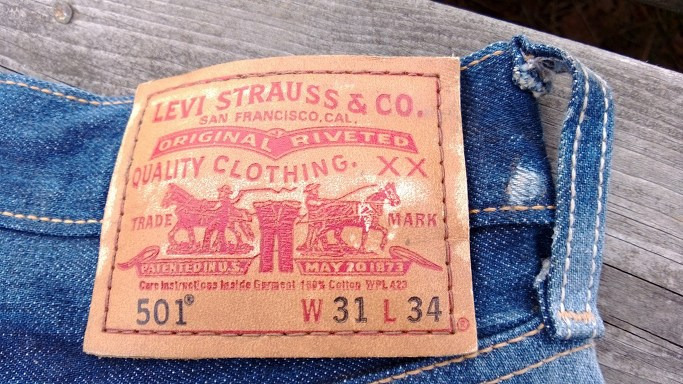 LEVI STRAUSS & CO.
SAN FRANCISCO, CAL.
ORIGINAL RIVETED
QUALITY CLOTHING. XX
TRADE MARK
PATENTED IN U.S. MAY 20 1873
Care Instructions Inside Garment 100% Cotton WPL 423
501® W 31 L 34 ®